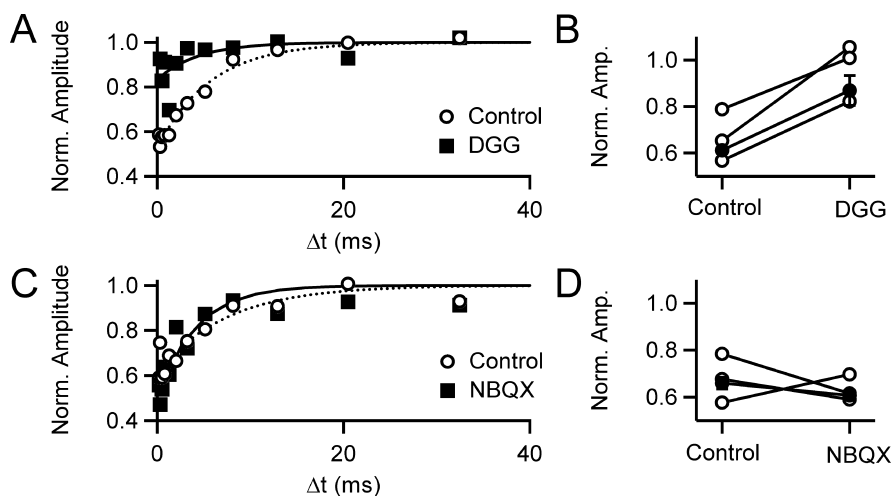 A
Norm. Amplitude
1.0
0.8
0.6
0.4
0
20
40
Δt (ms)
Control
DGG
B
Norm. Amp.
1.0
0.8
0.6
Control
DGG
C
Norm. Amplitude
1.0
0.8
0.6
0.4
0
20
40
Δt (ms)
Control
NBQX
D
Norm. Amp.
1.0
0.8
0.6
Control
NBQX